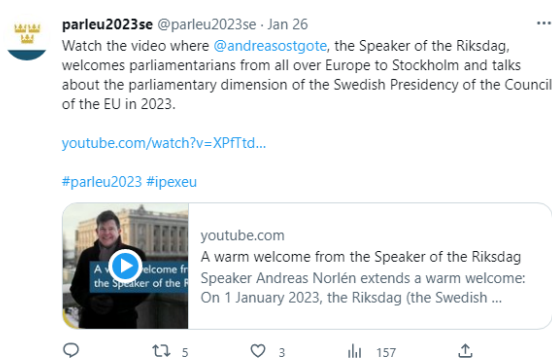 parleu2023se @parleu2023se · Jan 26
Watch the video where @andreasostgote, the Speaker of the Riksdag,
welcomes parliamentarians from all over Europe to Stockholm and talks
about the parliamentary dimension of the Swedish Presidency of the Council
of the EU in 2023.
youtube.com/watch?v=XPfTtd...
#parleu2023 #ipexeu
youtube.com
A warm welcome from the Speaker of the Riksdag
Speaker Andreas Norlén extends a warm welcome:
On 1 January 2023, the Riksdag (the Swedish ...
A w elcome fr
the Speaker of the R
5
3
157